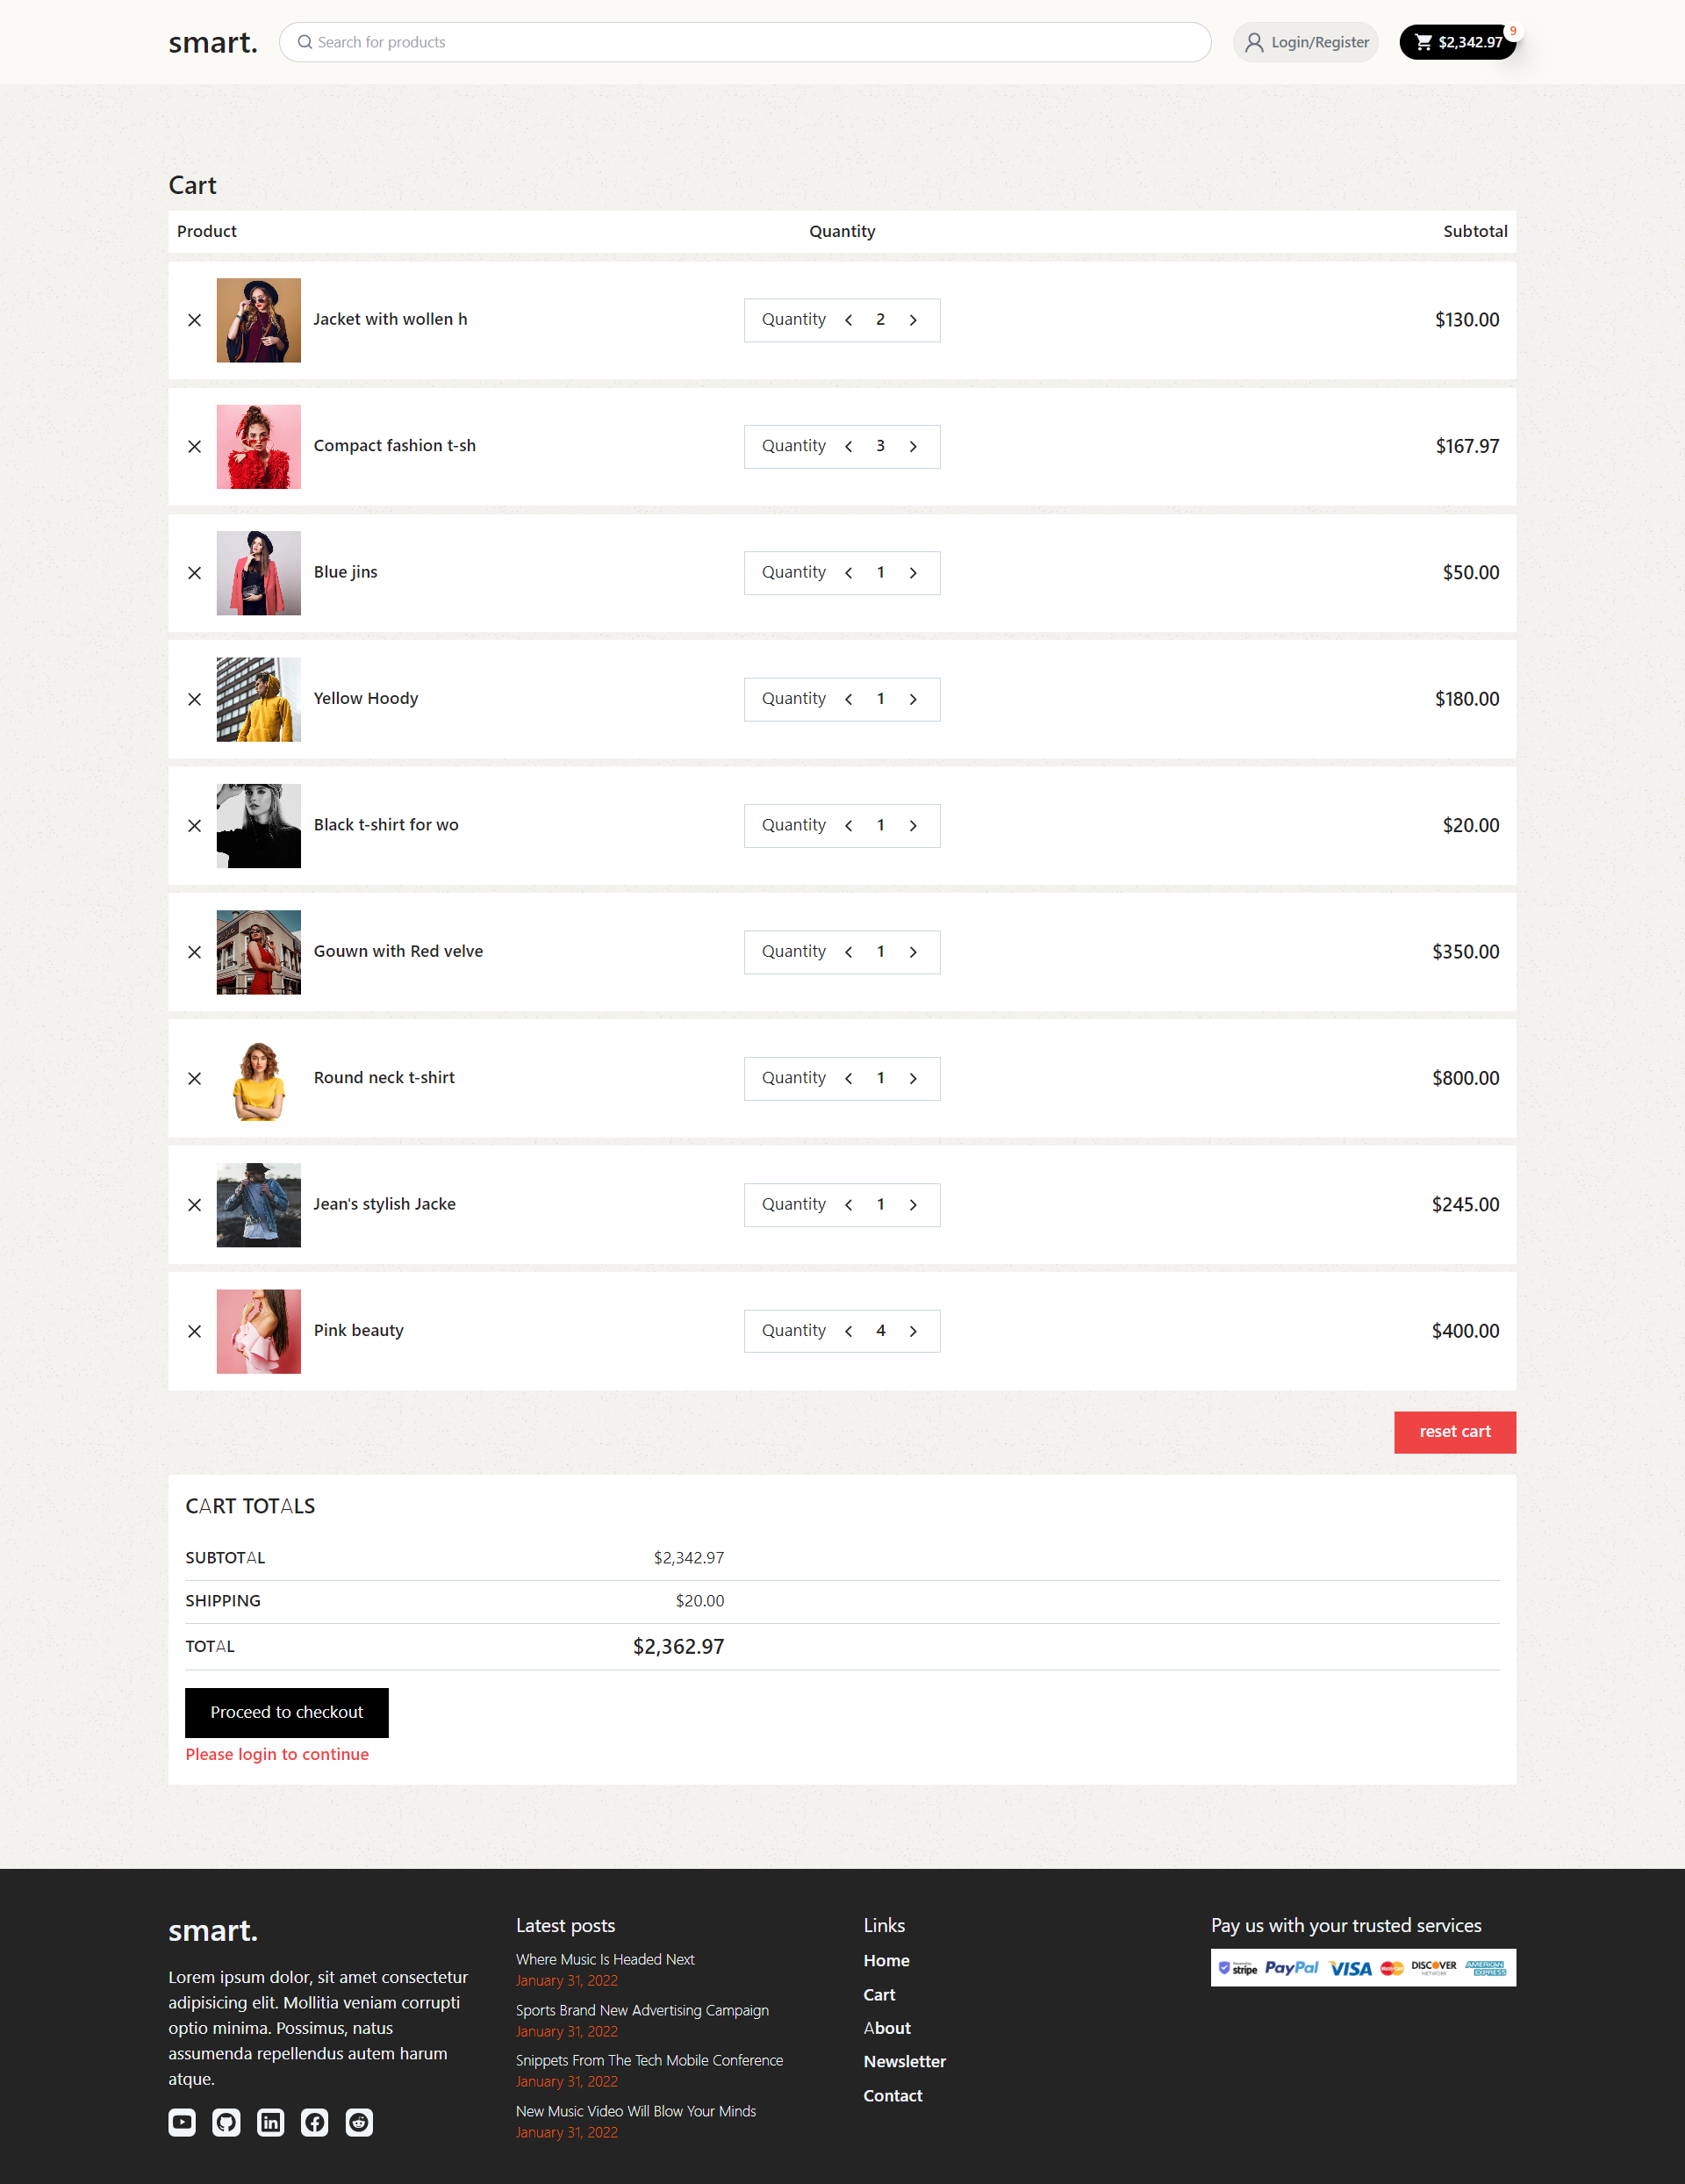 smart.
Search for products
Login/Register
$2,342.97
9
Cart
Product Quantity Subtotal
Jacket with wollen h Quantity 2 $130.00
Compact fashion t-sh Quantity 3 $167.97
Blue jins Quantity 1 $50.00
Yellow Hoody Quantity 1 $180.00
Black t-shirt for wo Quantity 1 $20.00
Gouwn with Red velve Quantity 1 $350.00
Round neck t-shirt Quantity 1 $800.00
Jean's stylish Jacke Quantity 1 $245.00
Pink beauty Quantity 4 $400.00
reset cart
CART TOTALS
SUBTOTAL $2,342.97
SHIPPING $20.00
TOTAL $2,362.97
Proceed to checkout
Please login to continue
smart.
Lorem ipsum dolor, sit amet consectetur
adipisicing elit. Mollitia veniam corrupti
optio minima. Possimus, natus
assumenda repellendus autem harum
atque.
Latest posts
Where Music Is Headed Next
January 31, 2022
Sports Brand New Advertising Campaign
January 31, 2022
Snippets From The Tech Mobile Conference
January 31, 2022
New Music Video Will Blow Your Minds
January 31, 2022
Links
Home
Cart
About
Newsletter
Contact
Pay us with your trusted services
stripe PayPal VISA DISCOVER
NETWORK
AMERICAN
EXPRESS